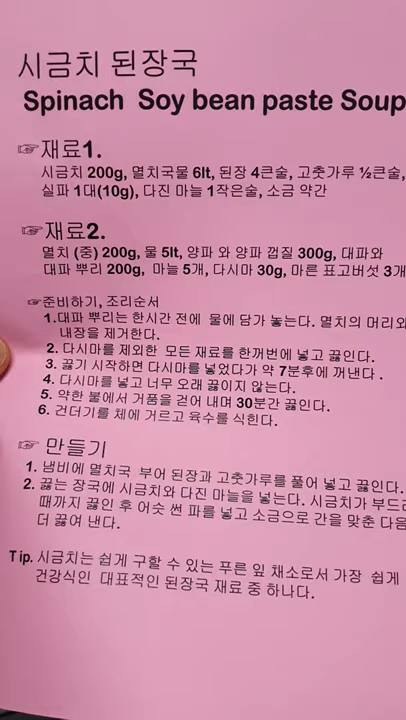 시금치 된장국
Spinach Soy bean paste Soup
☞재료1.
시금치 200g, 멸치국물 6lt, 된장 4큰술, 고춧가루 ½큰술,
실파 1대(10g), 다진 마늘 1작은술, 소금 약간
☞재료2.
멸치 (중) 200g, 물 5lt, 양파 와 양파 껍질 300g, 대파와
대파 뿌리 200g, 마늘 5개, 다시마 30g, 마른 표고버섯 3개
☞준비하기, 조리순서
1.대파 뿌리는 한시간 전에 물에 담가 놓는다. 멸치의 머리와
내장을 제거한다.
2. 다시마를 제외한 모든 재료를 한꺼번에 넣고 끓인다.
3. 끓기 시작하면 다시마를 넣었다가 약 7분후에 꺼낸다 .
4. 다시마를 넣고 너무 오래 끓이지 않는다.
5. 약한 불에서 거품을 걷어 내며 30분간 끓인다.
6. 건더기를 체에 거르고 육수를 식힌다.
☞ 만들기
1. 냄비에 멸치국 부어 된장과 고춧가루를 풀어 넣고 끓인다.
2. 끓는 장국에 시금치와 다진 마늘을 넣는다. 시금치가 부드러
때까지 끓인 후 어슷 썬 파를 넣고 소금으로 간을 맞춘 다음
더 끓여 낸다.
Tip. 시금치는 쉽게 구할 수 있는 푸른 잎 채소로서 가장 쉽게
건강식인 대표적인 된장국 재료 중 하나다.